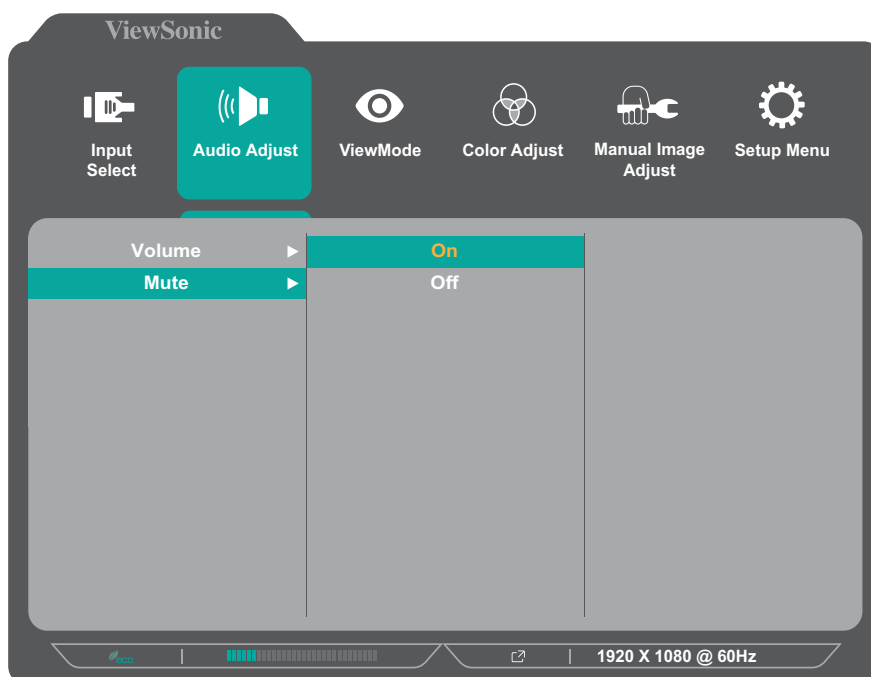 ViewSonic
Input
Select
Audio Adjust
ViewMode
Color Adjust
Manual Image
Adjust
Setup Menu
Volume
On
Mute
Off
eco
1920 X 1080 @ 60Hz